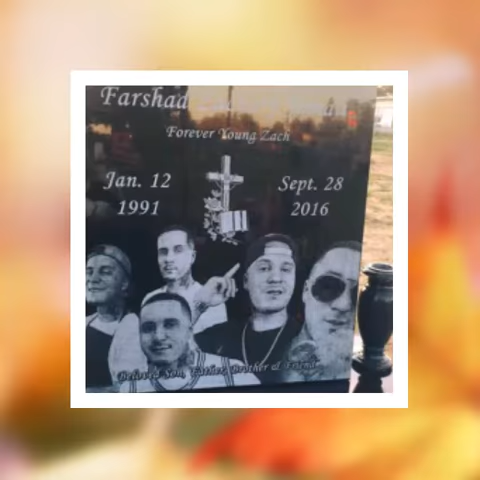 Farshad
Forever Young Zach
Jan. 12
1991
Sept. 28
2016
Beloved Son, Father, Brother & Friend